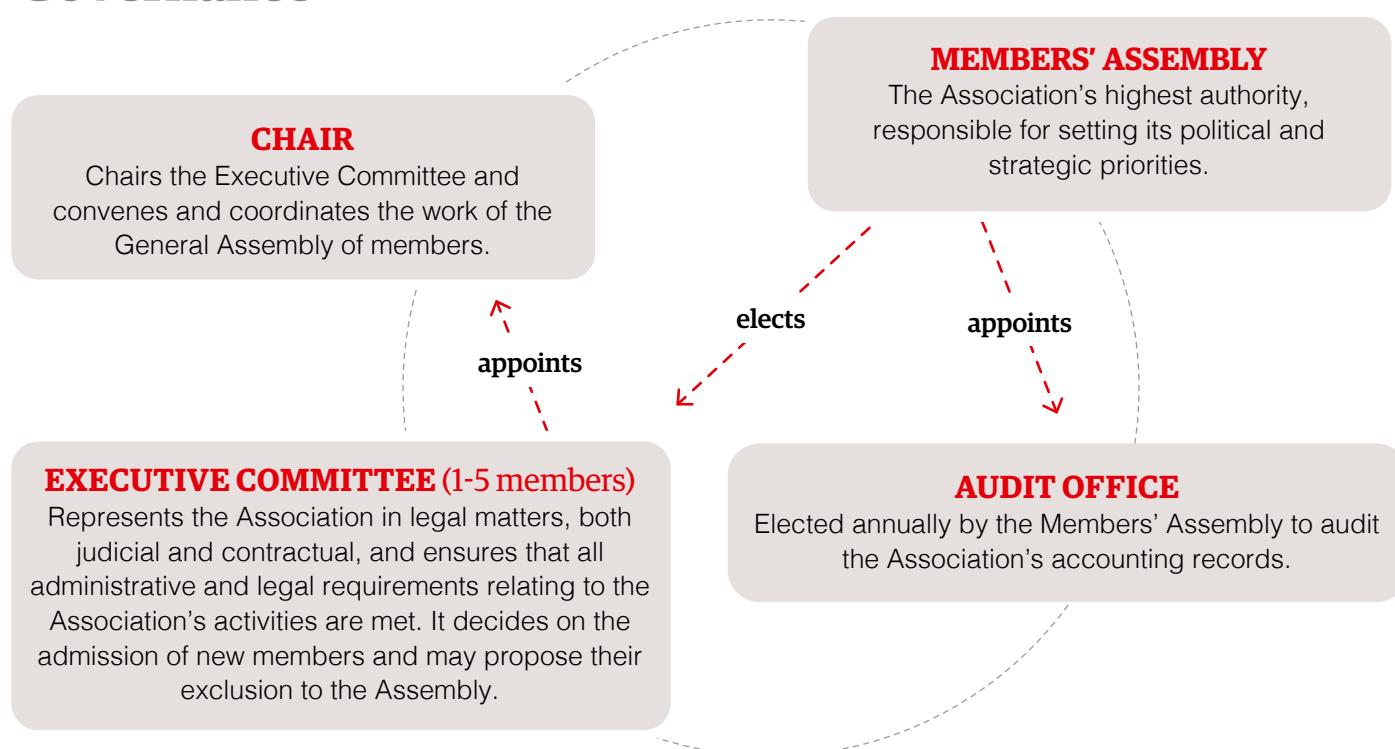 CHAIR
Chairs the Executive Committee and
convenes and coordinates the work of the
General Assembly of members.
MEMBERS’ ASSEMBLY
The Association’s highest authority,
responsible for setting its political and
strategic priorities.
elects
appoints
appoints
EXECUTIVE COMMITTEE (1-5 members)
Represents the Association in legal matters, both
judicial and contractual, and ensures that all
administrative and legal requirements relating to the
Association’s activities are met. It decides on the
admission of new members and may propose their
exclusion to the Assembly.
AUDIT OFFICE
Elected annually by the Members’ Assembly to audit
the Association’s accounting records.